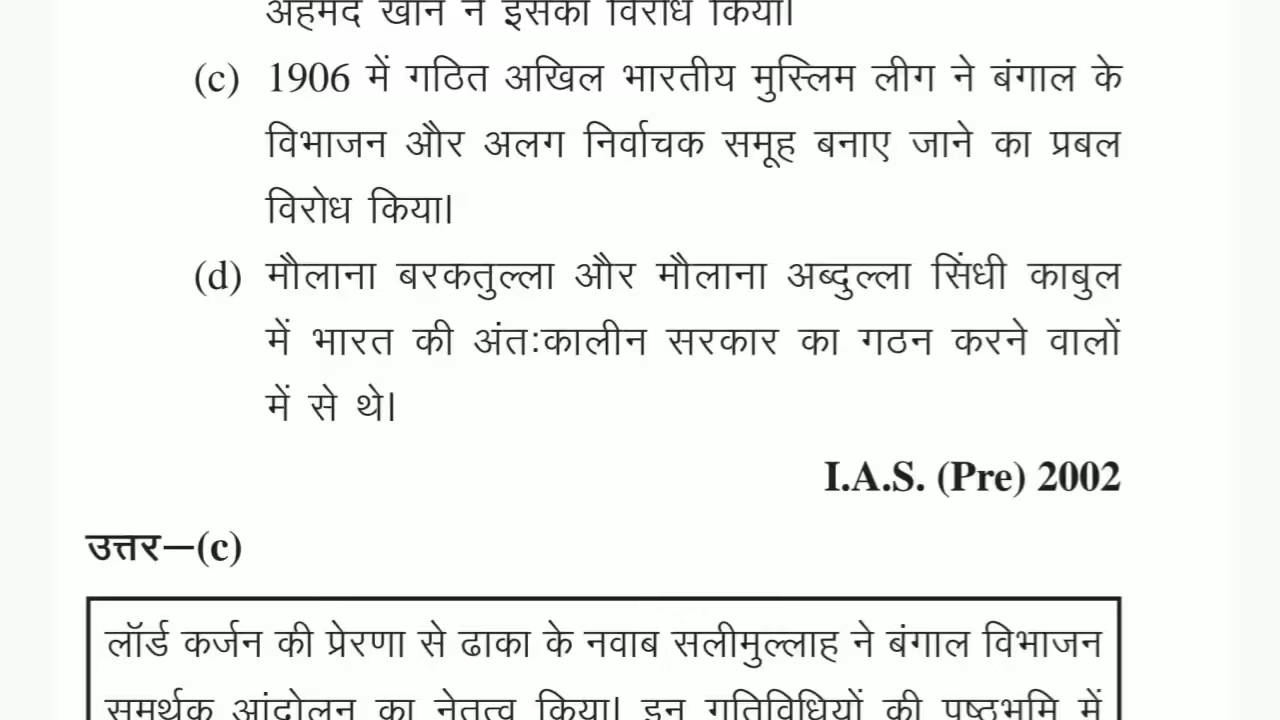 अहमद खान ने इसका विरोध किया।
(c) 1906 में गठित अखिल भारतीय मुस्लिम लीग ने बंगाल के
विभाजन और अलग निर्वाचक समूह बनाए जाने का प्रबल
विरोध किया।
(d) मौलाना बरकतुल्ला और मौलाना अब्दुल्ला सिंधी काबुल
में भारत की अंतःकालीन सरकार का गठन करने वालों
में से थे।
I.A.S. (Pre) 2002
उत्तर—(c)
लॉर्ड कर्जन की प्रेरणा से ढाका के नवाब सलीमुल्लाह ने बंगाल विभाजन
समर्थक आंदोलन का नेतृत्व किया। इन गतिविधियों की पृष्ठभूमि में